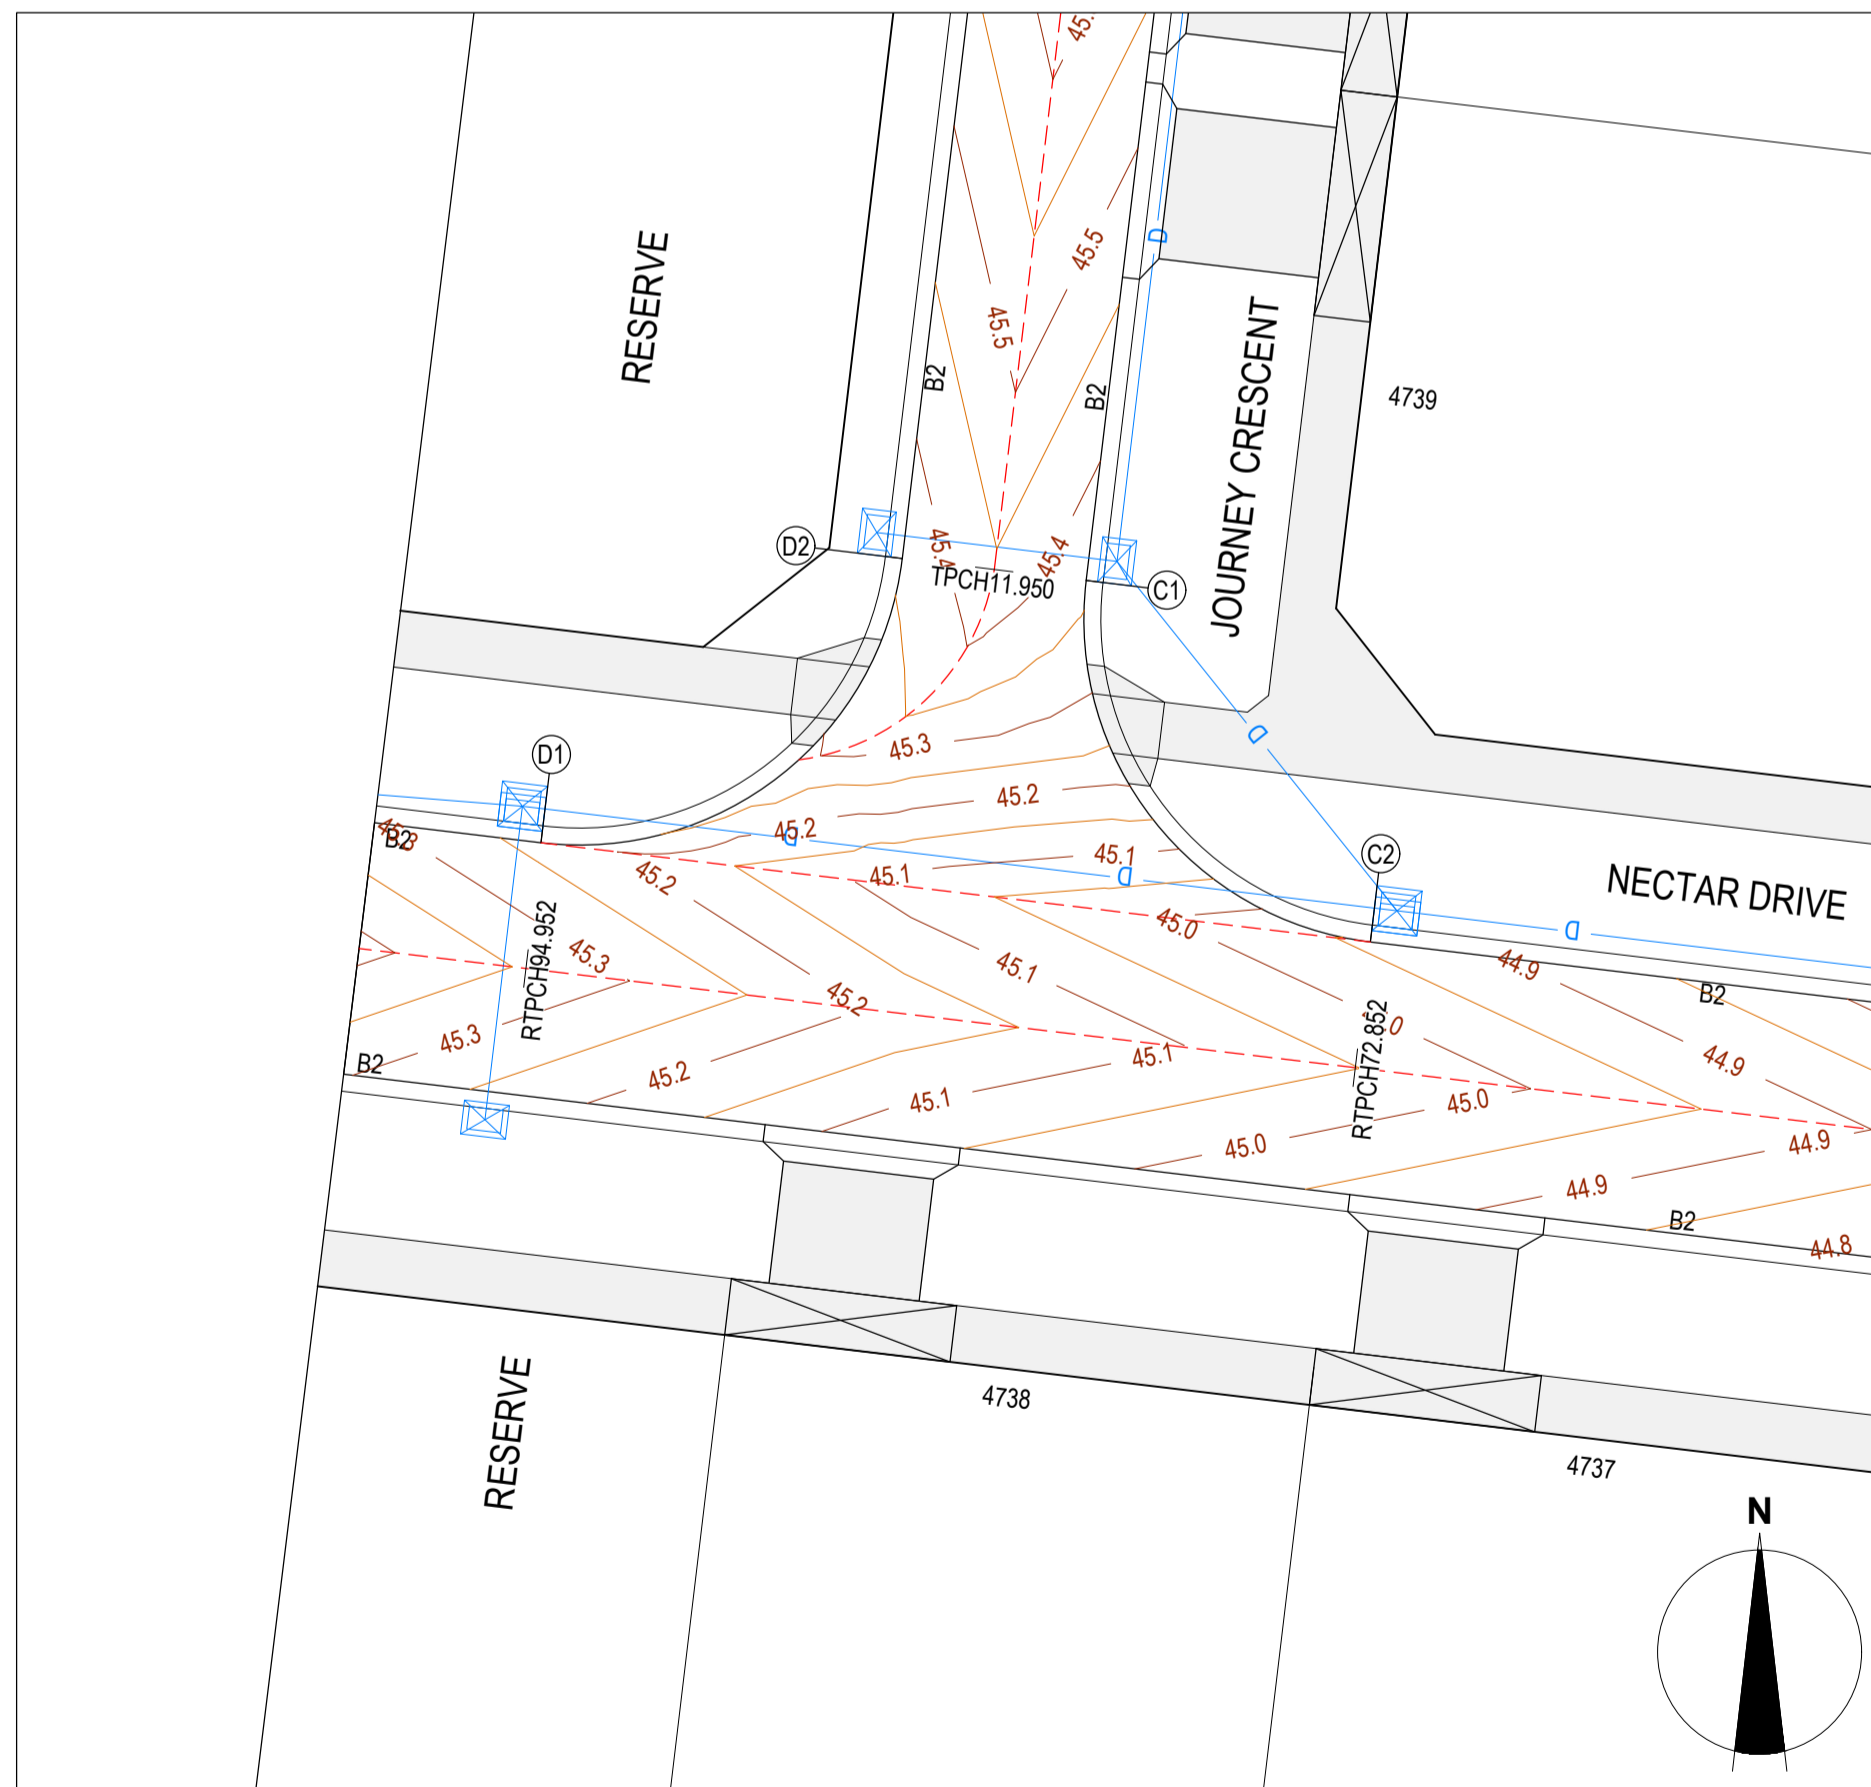 45.
RESERVE
D
45.5
45.5
B2
B2
JOURNEY CRESCENT
4739
D2
45.4
45.4
TPCH11.950
C1
D
45.3
D1
45.2
45.2
D
45.3
B2
45.2
45.1
45.1
D
C2
NECTAR DRIVE
45.0
D
RTPCH94.952
45.3
45.1
44.9
B2
45.2
RTPCH72.852
45.3
45.1
44.9
B2
45.2
45.1
45.0
45.0
44.9
44.9
B2
44.8
RESERVE
4738
4737
N